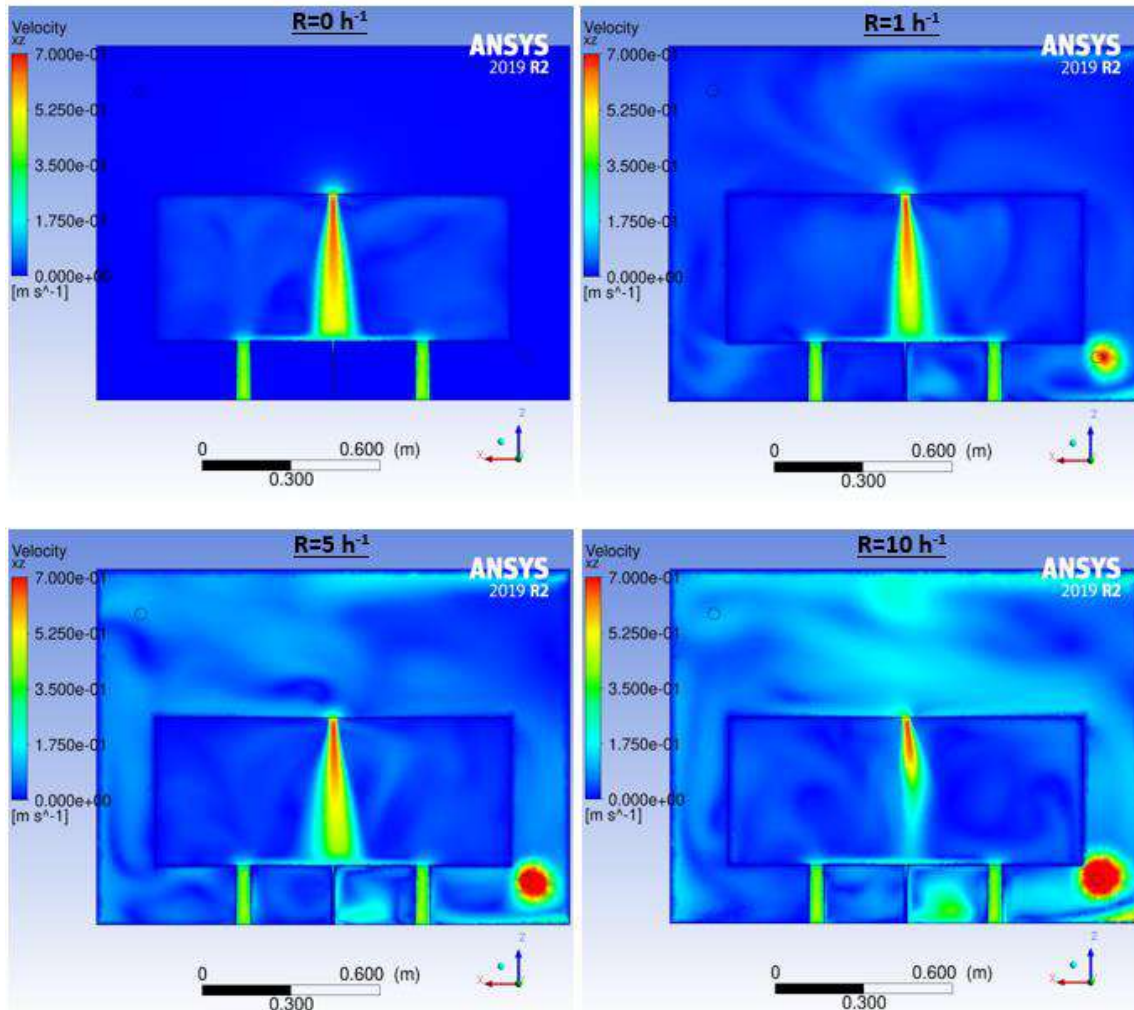 R=0 h⁻¹
Velocity
xz
ANSYS
2019 R2
7.000e-01
5.250e-01
3.500e-01
1.750e-01
0.000e+00
[m s^-1]
z
x
0 0.600 (m)
0.300
R=1 h⁻¹
Velocity
xz
ANSYS
2019 R2
7.000e-01
5.250e-01
3.500e-01
1.750e-01
0.000e+00
[m s^-1]
z
x
0 0.600 (m)
0.300
R=5 h⁻¹
Velocity
xz
ANSYS
2019 R2
7.000e-01
5.250e-01
3.500e-01
1.750e-01
0.000e+00
[m s^-1]
z
x
0 0.600 (m)
0.300
R=10 h⁻¹
Velocity
xz
ANSYS
2019 R2
7.000e-01
5.250e-01
3.500e-01
1.750e-01
0.000e+00
[m s^-1]
z
x
0 0.600 (m)
0.300